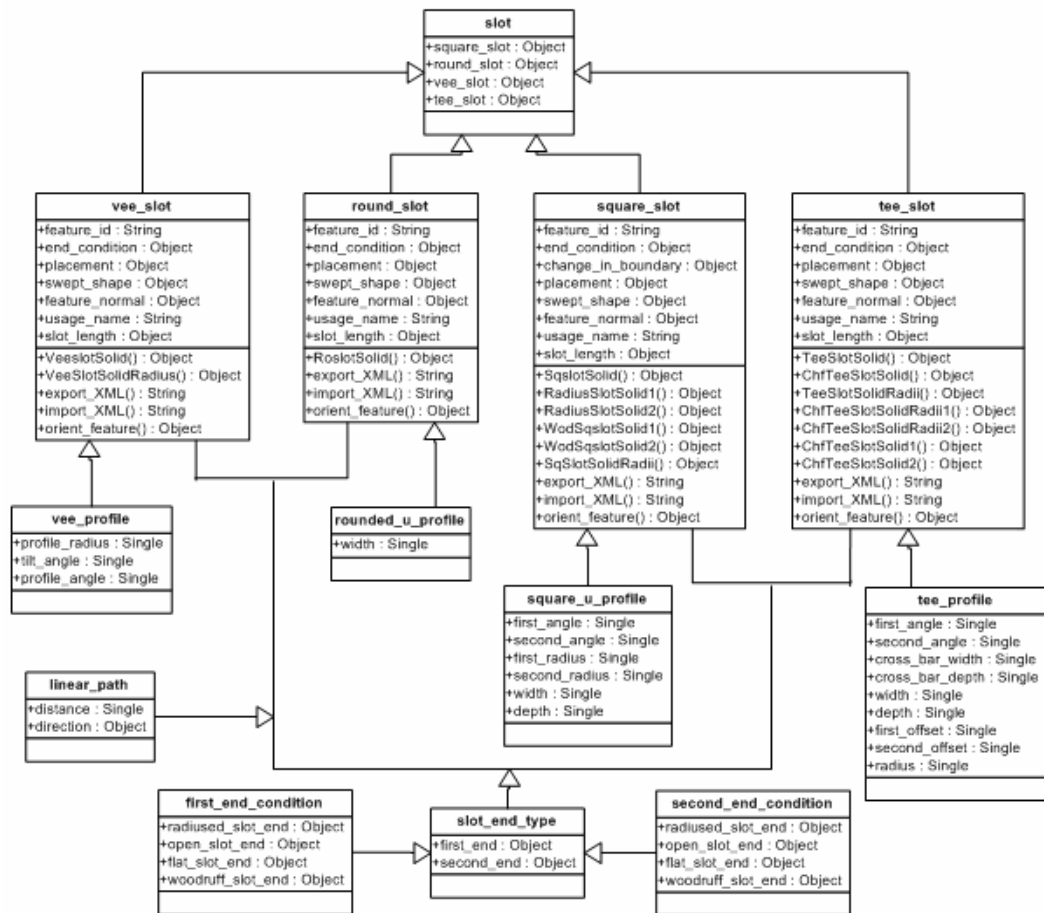 slot
+square_slot : Object
+round_slot : Object
+vee_slot : Object
+tee_slot : Object
vee_slot
+feature_id : String
+end_condition : Object
+placement : Object
+swept_shape : Object
+feature_normal : Object
+usage_name : String
+slot_length : Object
+VeeslotSolid() : Object
+VeeSlotSolidRadius() : Object
+export_XML() : String
+import_XML() : String
+orient_feature() : Object
round_slot
+feature_id : String
+end_condition : Object
+placement : Object
+swept_shape : Object
+feature_normal : Object
+usage_name : String
+slot_length : Object
+RoslotSolid() : Object
+export_XML() : String
+import_XML() : String
+orient_feature() : Object
square_slot
+feature_id : String
+end_condition : Object
+change_in_boundary : Object
+placement : Object
+swept_shape : Object
+feature_normal : Object
+usage_name : String
+slot_length : Object
+SqslotSolid() : Object
+RadiusSlotSolid1() : Object
+RadiusSlotSolid2() : Object
+WodSqslotSolid1() : Object
+WodSqslotSolid2() : Object
+SqSlotSolidRadii() : Object
+export_XML() : String
+import_XML() : String
+orient_feature() : Object
tee_slot
+feature_id : String
+end_condition : Object
+placement : Object
+swept_shape : Object
+feature_normal : Object
+usage_name : String
+slot_length : Object
+TeeSlotSolid() : Object
+ChfTeeSlotSolid() : Object
+TeeSlotSolidRadii() : Object
+ChfTeeSlotSolidRadii1() : Object
+ChfTeeSlotSolidRadii2() : Object
+ChfTeeSlotSolid1() : Object
+ChfTeeSlotSolid2() : Object
+export_XML() : String
+import_XML() : String
+orient_feature() : Object
vee_profile
+profile_radius : Single
+tilt_angle : Single
+profile_angle : Single
rounded_u_profile
+width : Single
square_u_profile
+first_angle : Single
+second_angle : Single
+first_radius : Single
+second_radius : Single
+width : Single
+depth : Single
tee_profile
+first_angle : Single
+second_angle : Single
+cross_bar_width : Single
+cross_bar_depth : Single
+width : Single
+depth : Single
+first_offset : Single
+second_offset : Single
+radius : Single
linear_path
+distance : Single
+direction : Object
first_end_condition
+radiused_slot_end : Object
+open_slot_end : Object
+flat_slot_end : Object
+woodruff_slot_end : Object
slot_end_type
+first_end : Object
+second_end : Object
second_end_condition
+radiused_slot_end : Object
+open_slot_end : Object
+flat_slot_end : Object
+woodruff_slot_end : Object